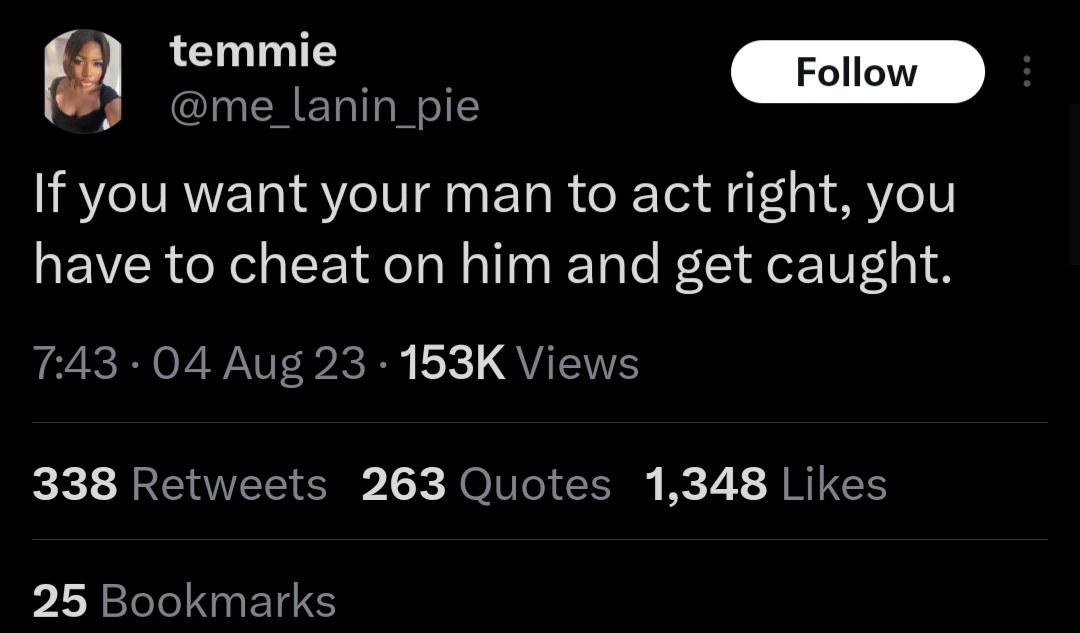 temmie
@me_lanin_pie
Follow
If you want your man to act right, you
have to cheat on him and get caught.
7:43 · 04 Aug 23 · 153K Views
338 Retweets 263 Quotes 1,348 Likes
25 Bookmarks